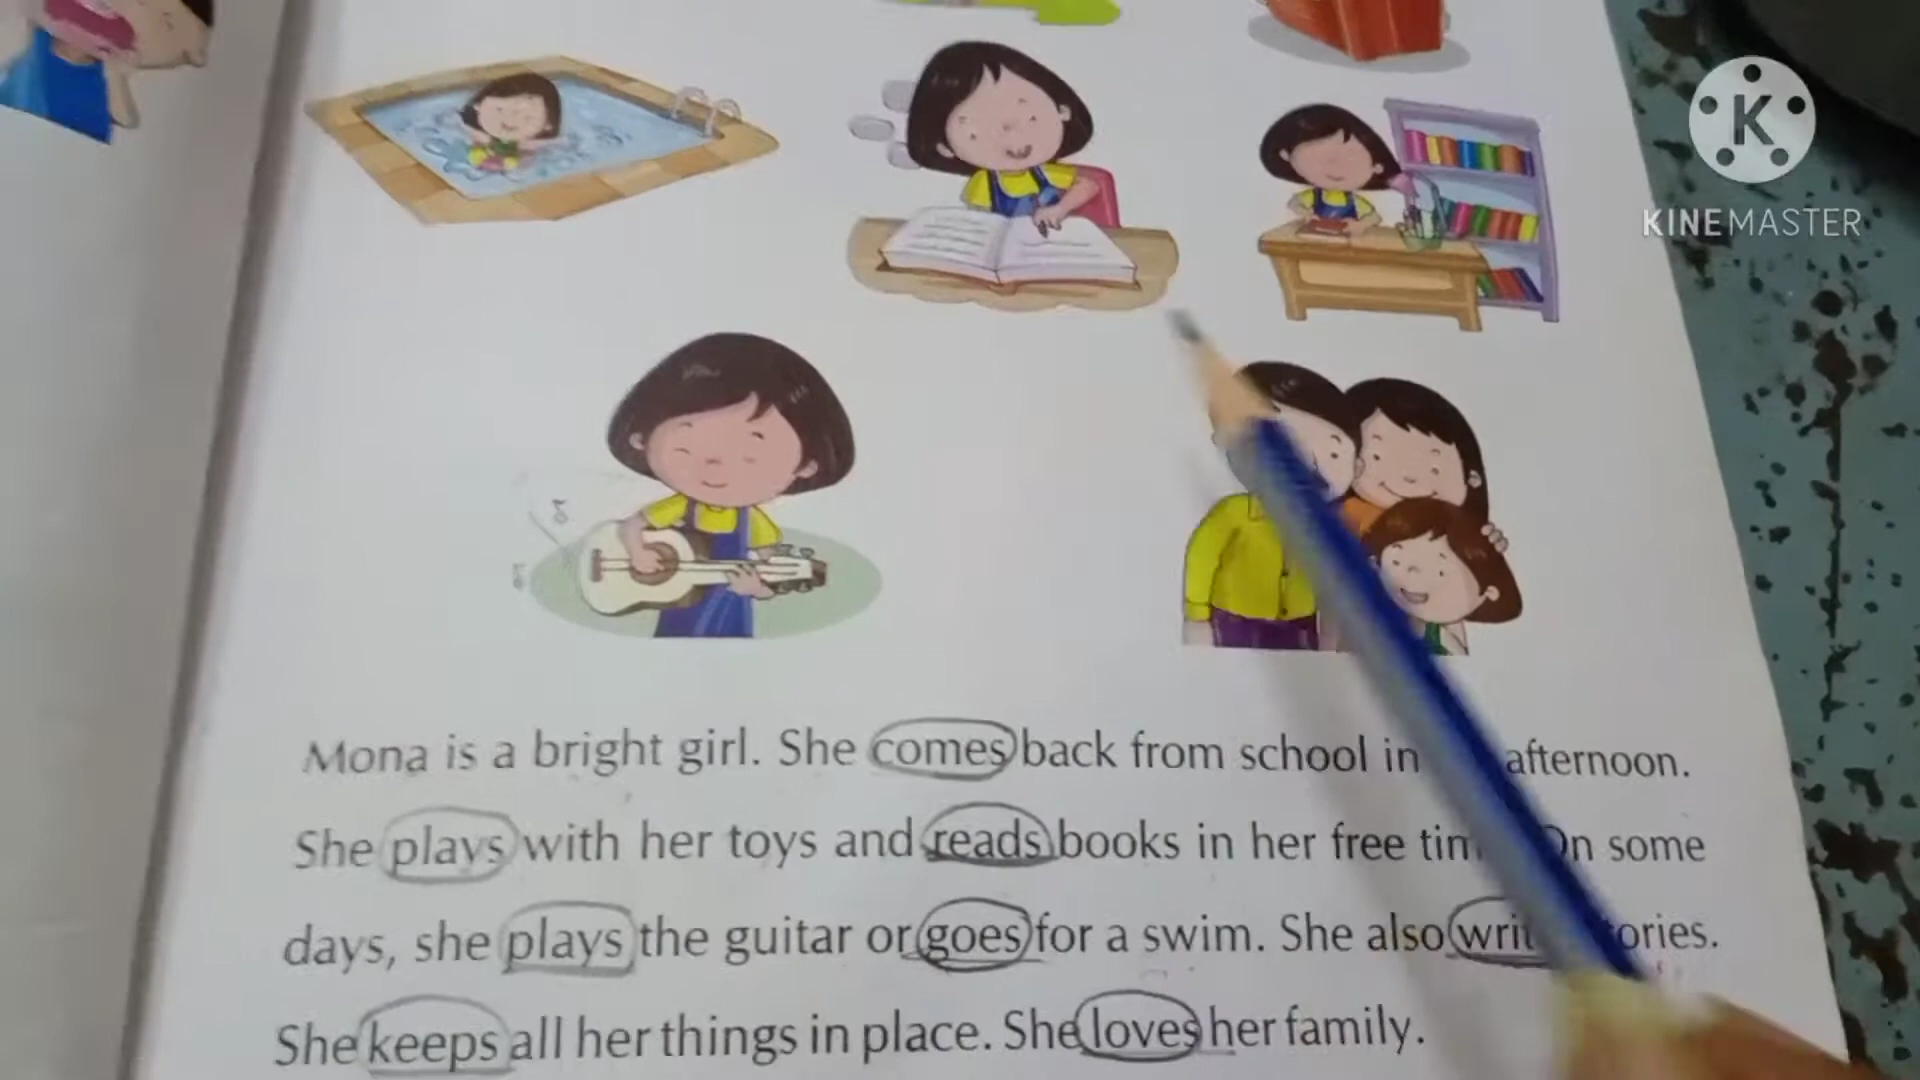 K
KINEMASTER
Mona is a bright girl. She comes back from school in afternoon.
She plays with her toys and reads books in her free On some
days, she plays the guitar or goes for a swim. She also
She keeps all her things in place. She loves her family.